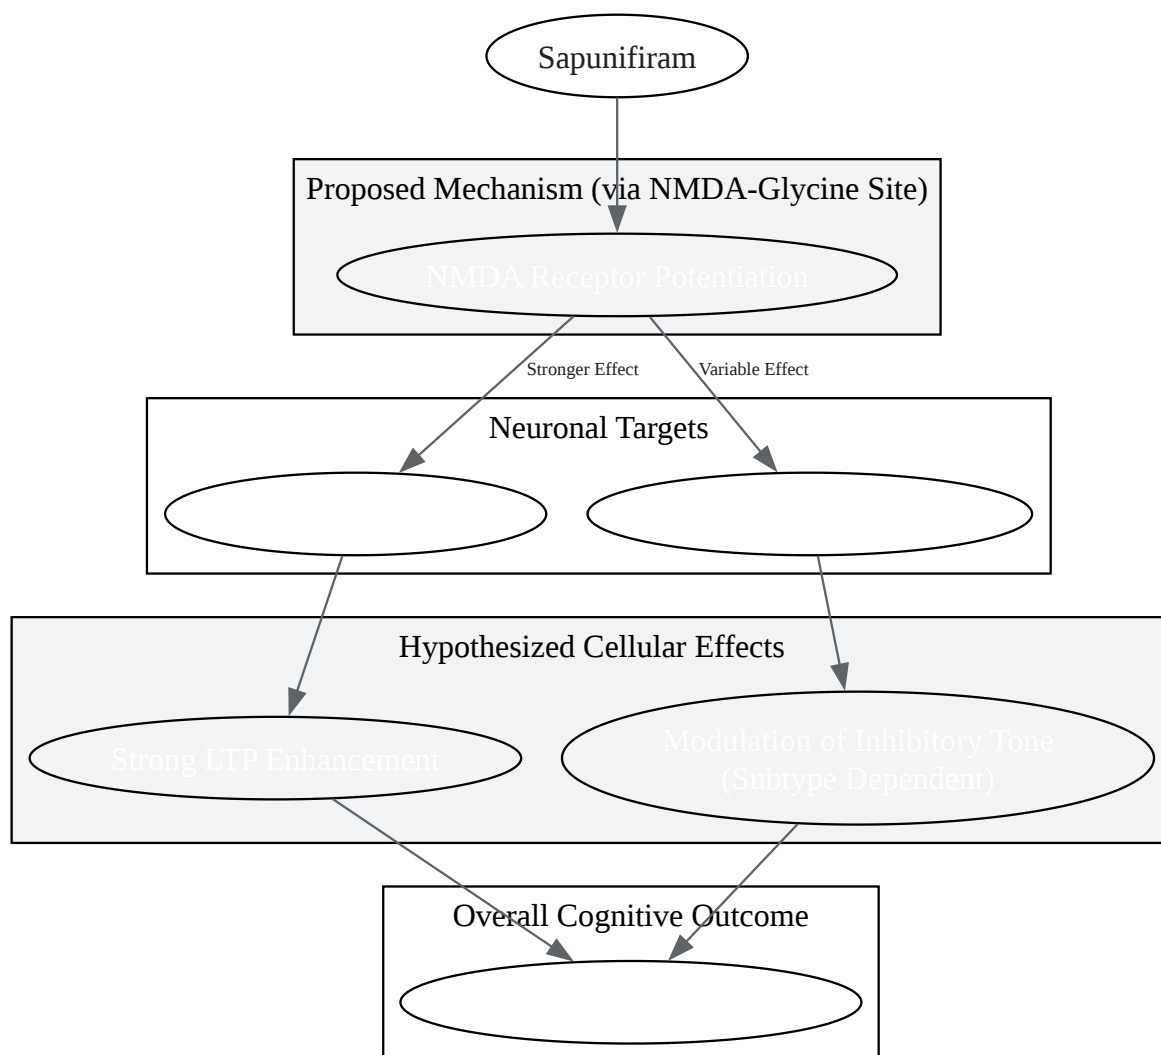 Sapunifiram
Proposed Mechanism (via NMDA-Glycine Site)
NMDA Receptor Potentiation
Stronger Effect
Variable Effect
Neuronal Targets
Hypothesized Cellular Effects
Strong LTP Enhancement
Modulation of Inhibitory Tone
(Subtype Dependent)
Overall Cognitive Outcome